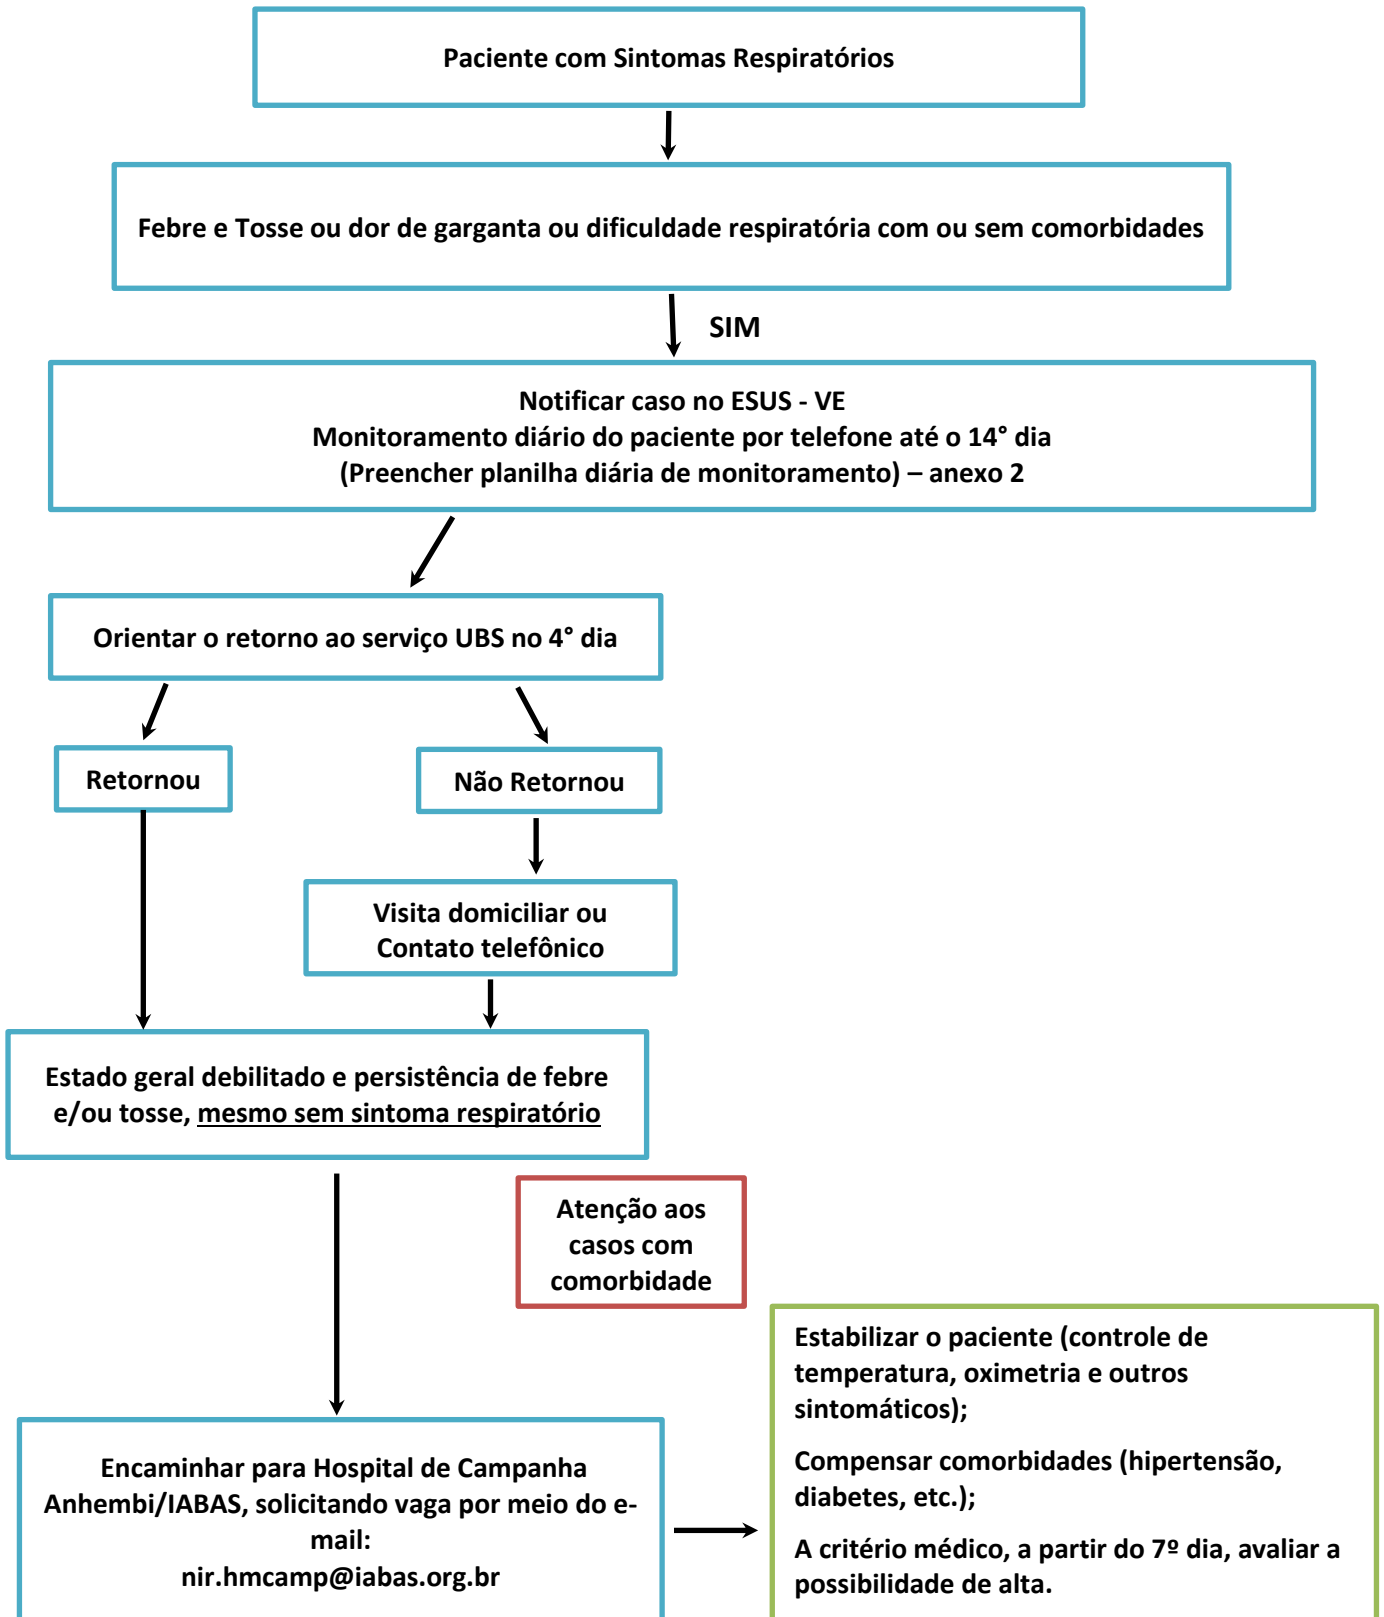 Paciente com Sintomas Respiratórios
Febre e Tosse ou dor de garganta ou dificuldade respiratória com ou sem comorbidades
SIM
Notificar caso no ESUS - VE
Monitoramento diário do paciente por telefone até o 14° dia
(Preencher planilha diária de monitoramento) – anexo 2
Orientar o retorno ao serviço UBS no 4° dia
Retornou
Não Retornou
Visita domiciliar ou
Contato telefônico
Estado geral debilitado e persistência de febre
e/ou tosse, mesmo sem sintoma respiratório
Atenção aos
casos com
comorbidade
Encaminhar para Hospital de Campanha
Anhembi/IABAS, solicitando vaga por meio do e-
mail:
nir.hmcamp@iabas.org.br
Estabilizar o paciente (controle de
temperatura, oximetria e outros
sintomáticos);
Compensar comorbidades (hipertensão,
diabetes, etc.);
A critério médico, a partir do 7º dia, avaliar a
possibilidade de alta.